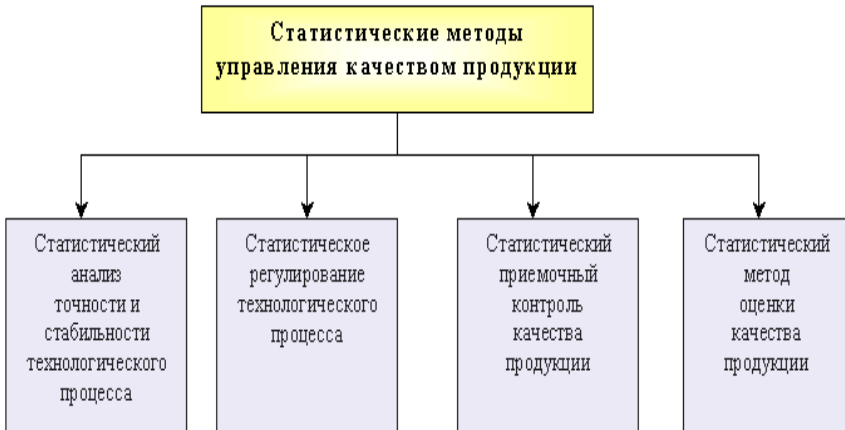 Статистические методы
управления качеством продукции
Статистический
анализ
точности и
стабильности
технологического
процесса
Статистическое
регулирование
технологического
процесса
Статистический
приемочный
контроль
качества
продукции
Статистический
метод
оценки
качества
продукции